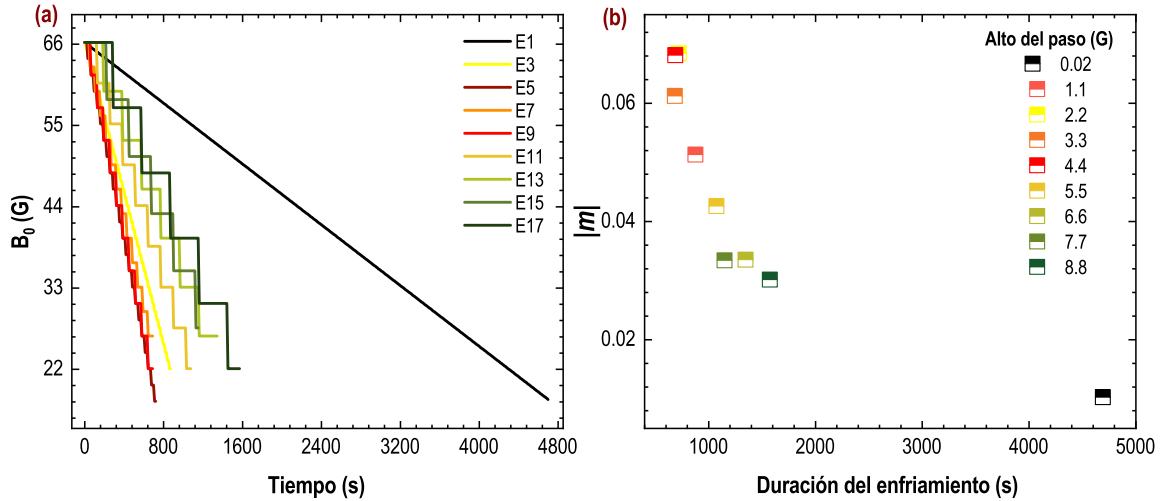 (a)
66
55
44
33
22
B0 (G)
0
800
1600
2400
3200
4000
4800
Tiempo (s)
E1
E3
E5
E7
E9
E11
E13
E15
E17
(b)
0.06
0.04
0.02
|m|
1000
2000
3000
4000
5000
Duración del enfriamiento (s)
Alto del paso (G)
0.02
1.1
2.2
3.3
4.4
5.5
6.6
7.7
8.8